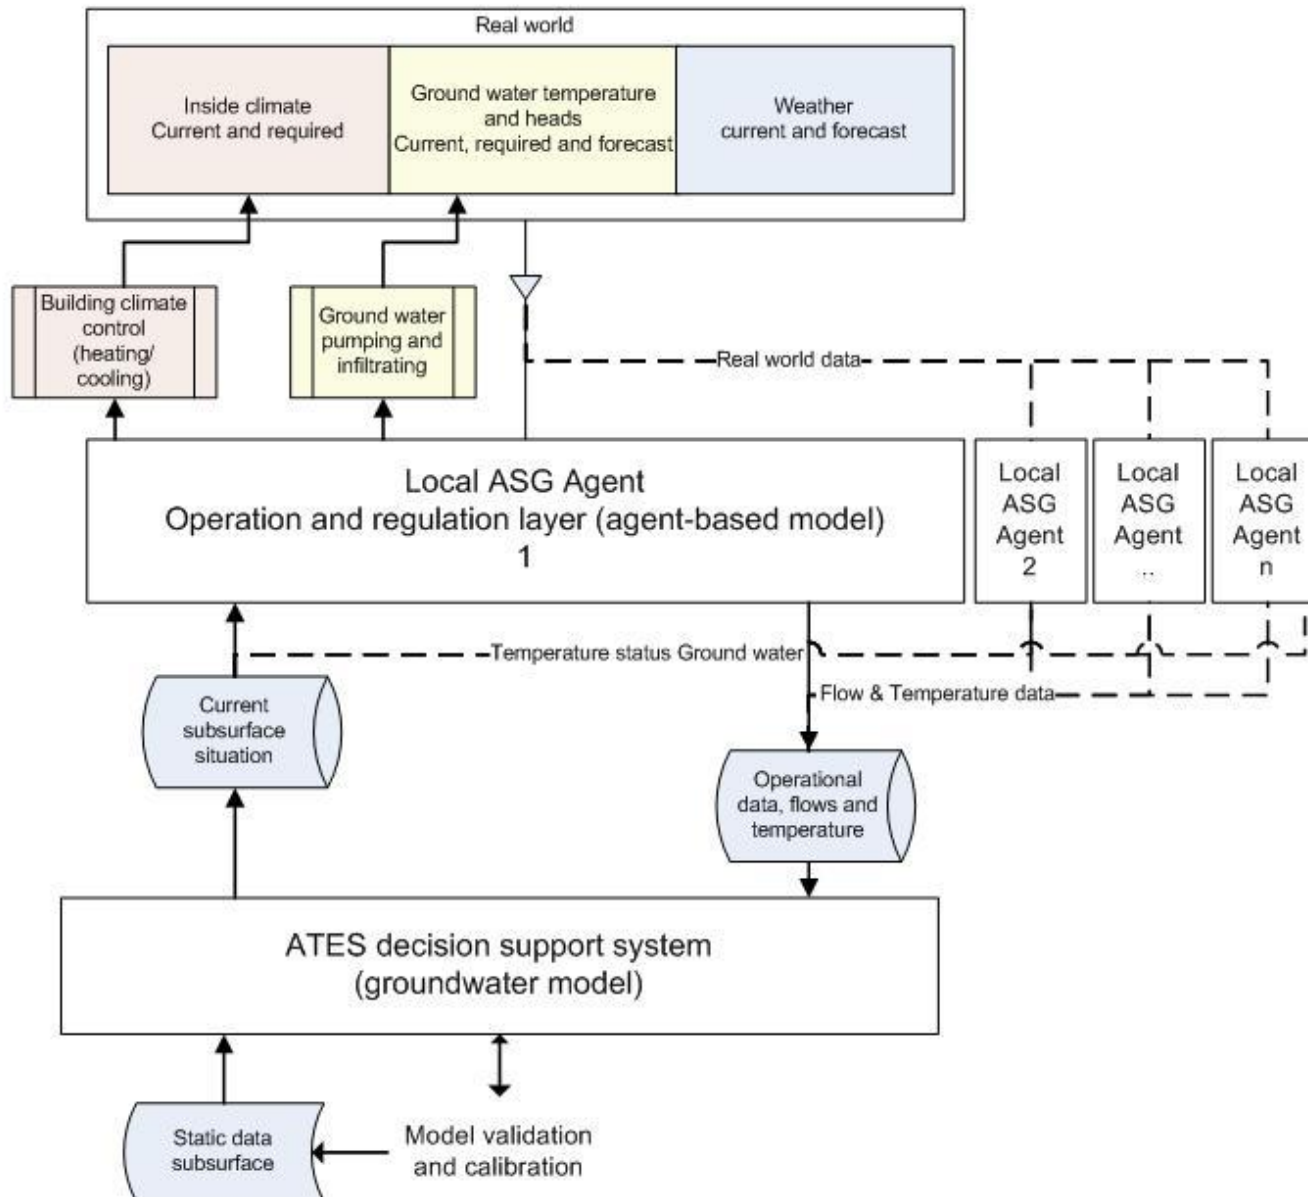 Real world
Inside climate
Current and required
Ground water temperature
and heads
Current, required and forecast
Weather
current and forecast
Building climate
control
(heating/
cooling)
Ground water
pumping and
infiltrating
Real world data
Local ASG Agent
Operation and regulation layer (agent-based model)
1
Local
ASG
Agent
2
Local
ASG
Agent
..
Local
ASG
Agent
n
Temperature status Ground water
Flow & Temperature data
Current
subsurface
situation
Operational
data, flows and
temperature
ATES decision support system
(groundwater model)
Static data
subsurface
Model validation
and calibration